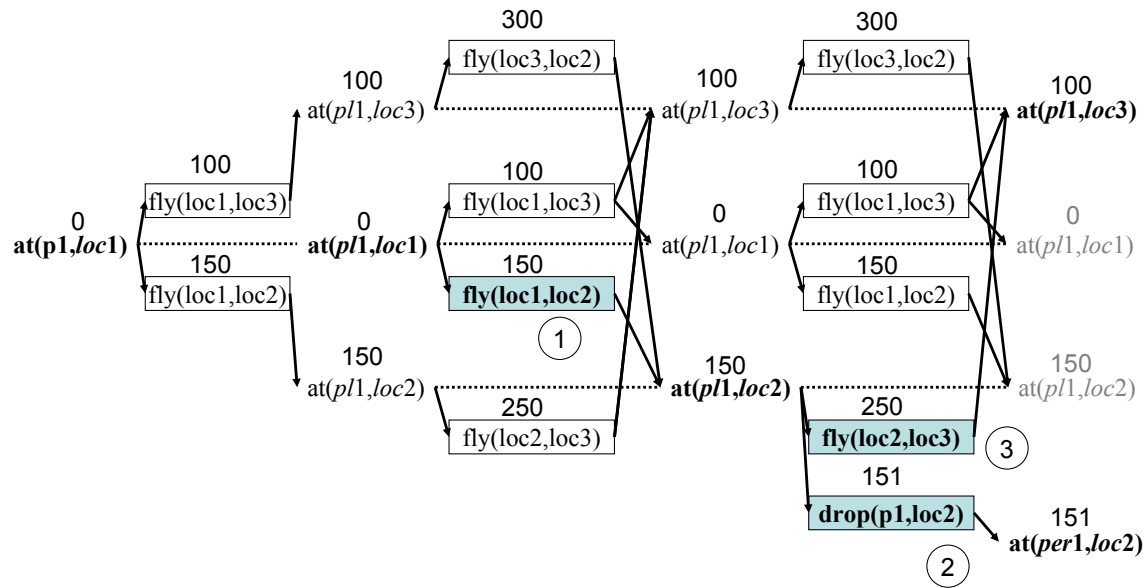 300
fly(loc3,loc2)
300
fly(loc3,loc2)
100
at(pl1,loc3)
100
at(pl1,loc3)
100
at(pl1,loc3)
100
fly(loc1,loc3)
100
fly(loc1,loc3)
100
fly(loc1,loc3)
0
at(p1,loc1)
0
at(pl1,loc1)
0
at(pl1,loc1)
0
at(pl1,loc1)
150
fly(loc1,loc2)
150
fly(loc1,loc2)
1
150
fly(loc1,loc2)
150
at(pl1,loc2)
150
at(pl1,loc2)
150
at(pl1,loc2)
250
fly(loc2,loc3)
250
fly(loc2,loc3)
3
151
drop(p1,loc2)
2
151
at(per1,loc2)